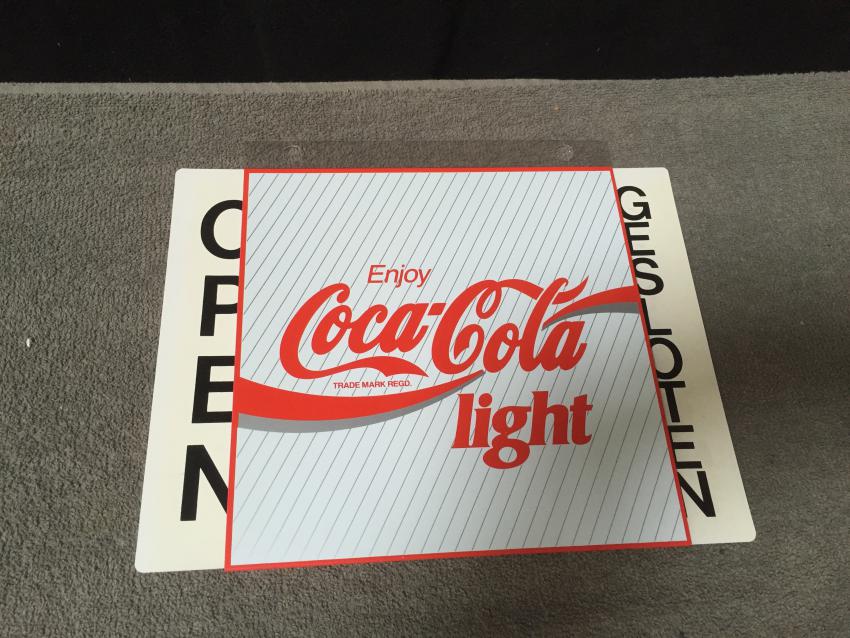 OPEN
Enjoy
Coca-Cola
TRADE MARK REGD.
light
GESLOTEN